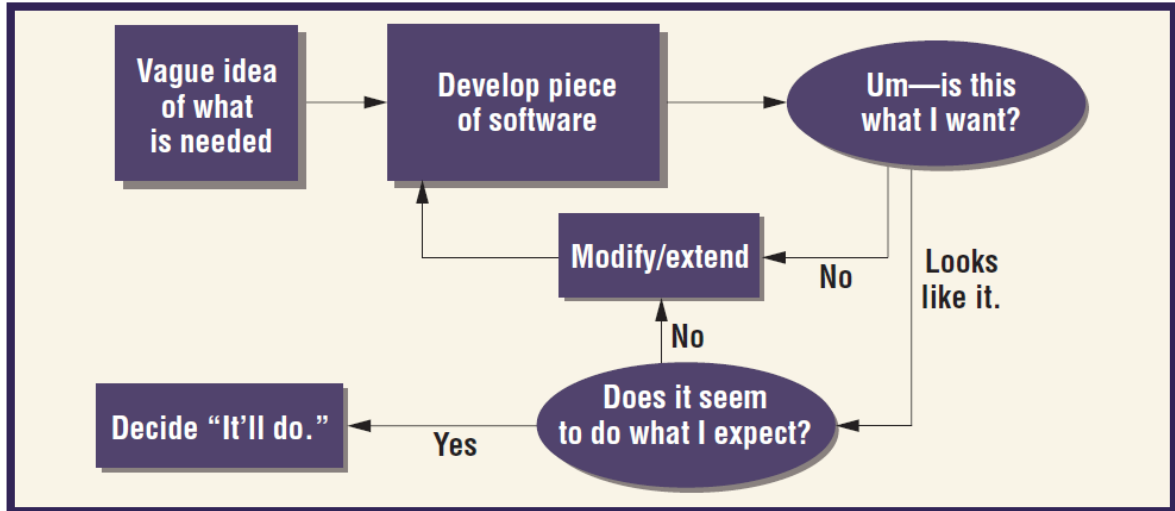 Vague idea
of what
is needed
Develop piece
of software
Um—is this
what I want?
Modify/extend
No
Looks
like it.
No
Does it seem
to do what I expect?
Yes
Decide “It’ll do.”